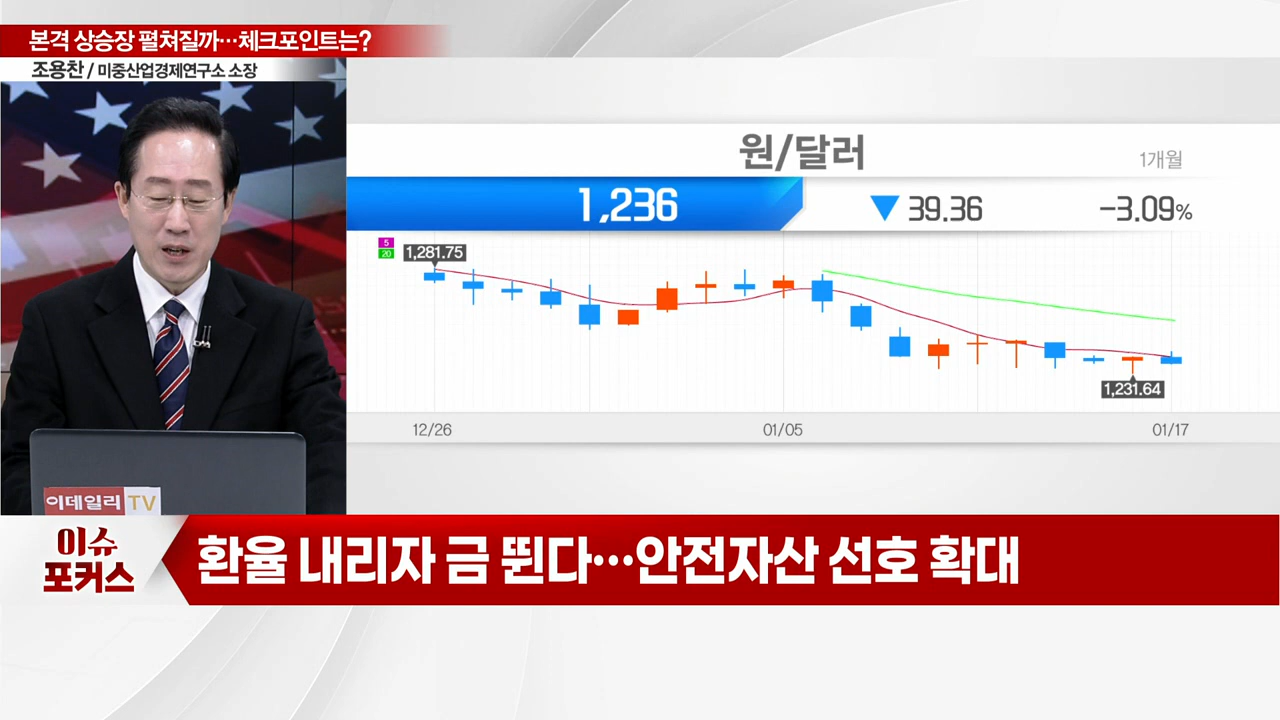 본격 상승장 펼쳐질까…체크포인트는?
조용찬 / 미중산업경제연구소 소장
원/달러
1개월
1,236 ▼ 39.36 -3.09%
5
20
1,281.75
1,231.64
12/26 01/05 01/17
이데일리 TV
이슈
포커스
환율 내리자 금 뛴다…안전자산 선호 확대